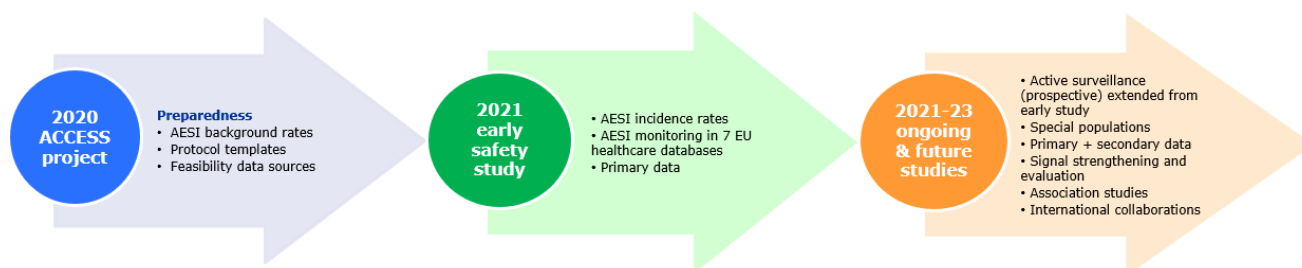 2020
ACCESS
project
Preparedness
• AESI background rates
• Protocol templates
• Feasibility data sources
2021
early
safety
study
• AESI incidence rates
• AESI monitoring in 7 EU
healthcare databases
• Primary data
2021-23
ongoing
& future
studies
• Active surveillance
(prospective) extended from
early study
• Special populations
• Primary + secondary data
• Signal strengthening and
evaluation
• Association studies
• International collaborations